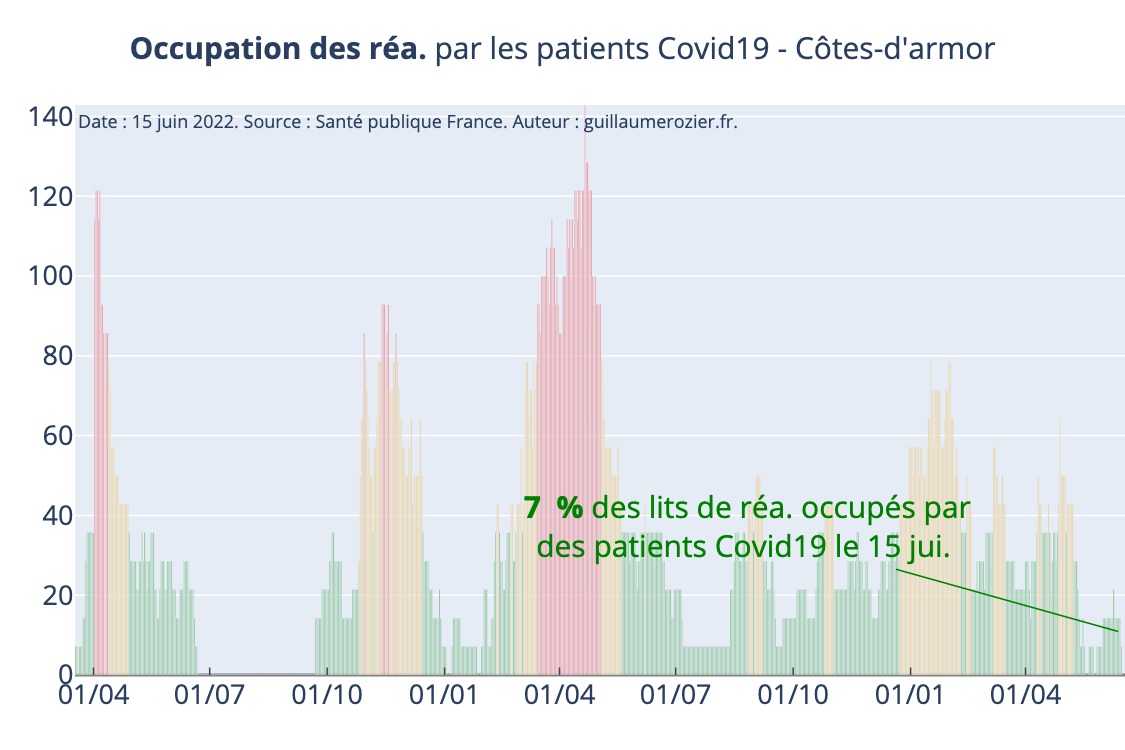 Occupation des réa. par les patients Covid19 - Côtes-d'armor
140
Date : 15 juin 2022. Source : Santé publique France. Auteur : guillaumerozier.fr.
120
100
80
60
40
20
0
7 % des lits de réa. occupés par
des patients Covid19 le 15 jui.
01/04 01/07 01/10 01/01 01/04 01/07 01/10 01/01 01/04